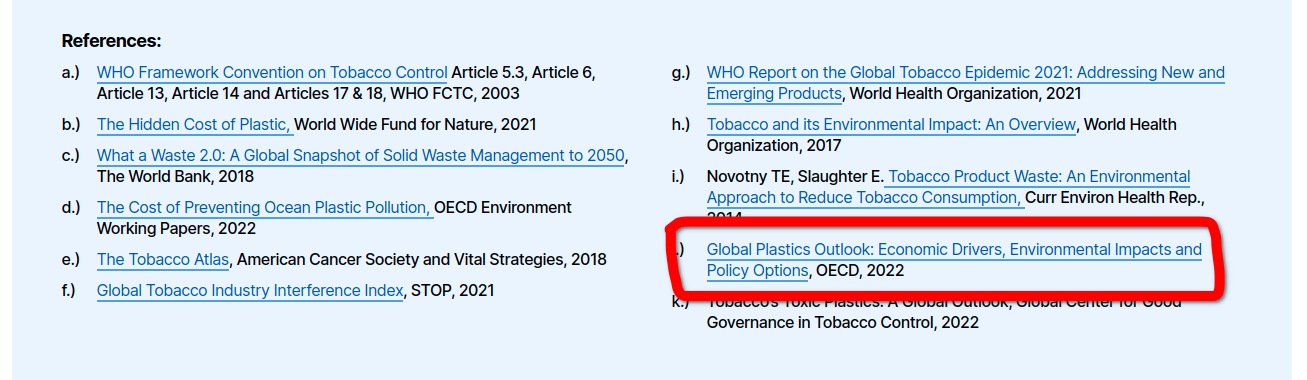 References:
a.) WHO Framework Convention on Tobacco Control Article 5.3, Article 6,
Article 13, Article 14 and Articles 17 & 18, WHO FCTC, 2003
b.) The Hidden Cost of Plastic, World Wide Fund for Nature, 2021
c.) What a Waste 2.0: A Global Snapshot of Solid Waste Management to 2050,
The World Bank, 2018
d.) The Cost of Preventing Ocean Plastic Pollution, OECD Environment
Working Papers, 2022
e.) The Tobacco Atlas, American Cancer Society and Vital Strategies, 2018
f.) Global Tobacco Industry Interference Index, STOP, 2021
g.) WHO Report on the Global Tobacco Epidemic 2021: Addressing New and
Emerging Products, World Health Organization, 2021
h.) Tobacco and its Environmental Impact: An Overview, World Health
Organization, 2017
i.) Novotny TE, Slaughter E. Tobacco Product Waste: An Environmental
Approach to Reduce Tobacco Consumption, Curr Environ Health Rep.,
2014
.) Global Plastics Outlook: Economic Drivers, Environmental Impacts and
Policy Options, OECD, 2022
k.) Tobacco's Toxic Plastics: A Global Outlook, Global Center for Good
Governance in Tobacco Control, 2022